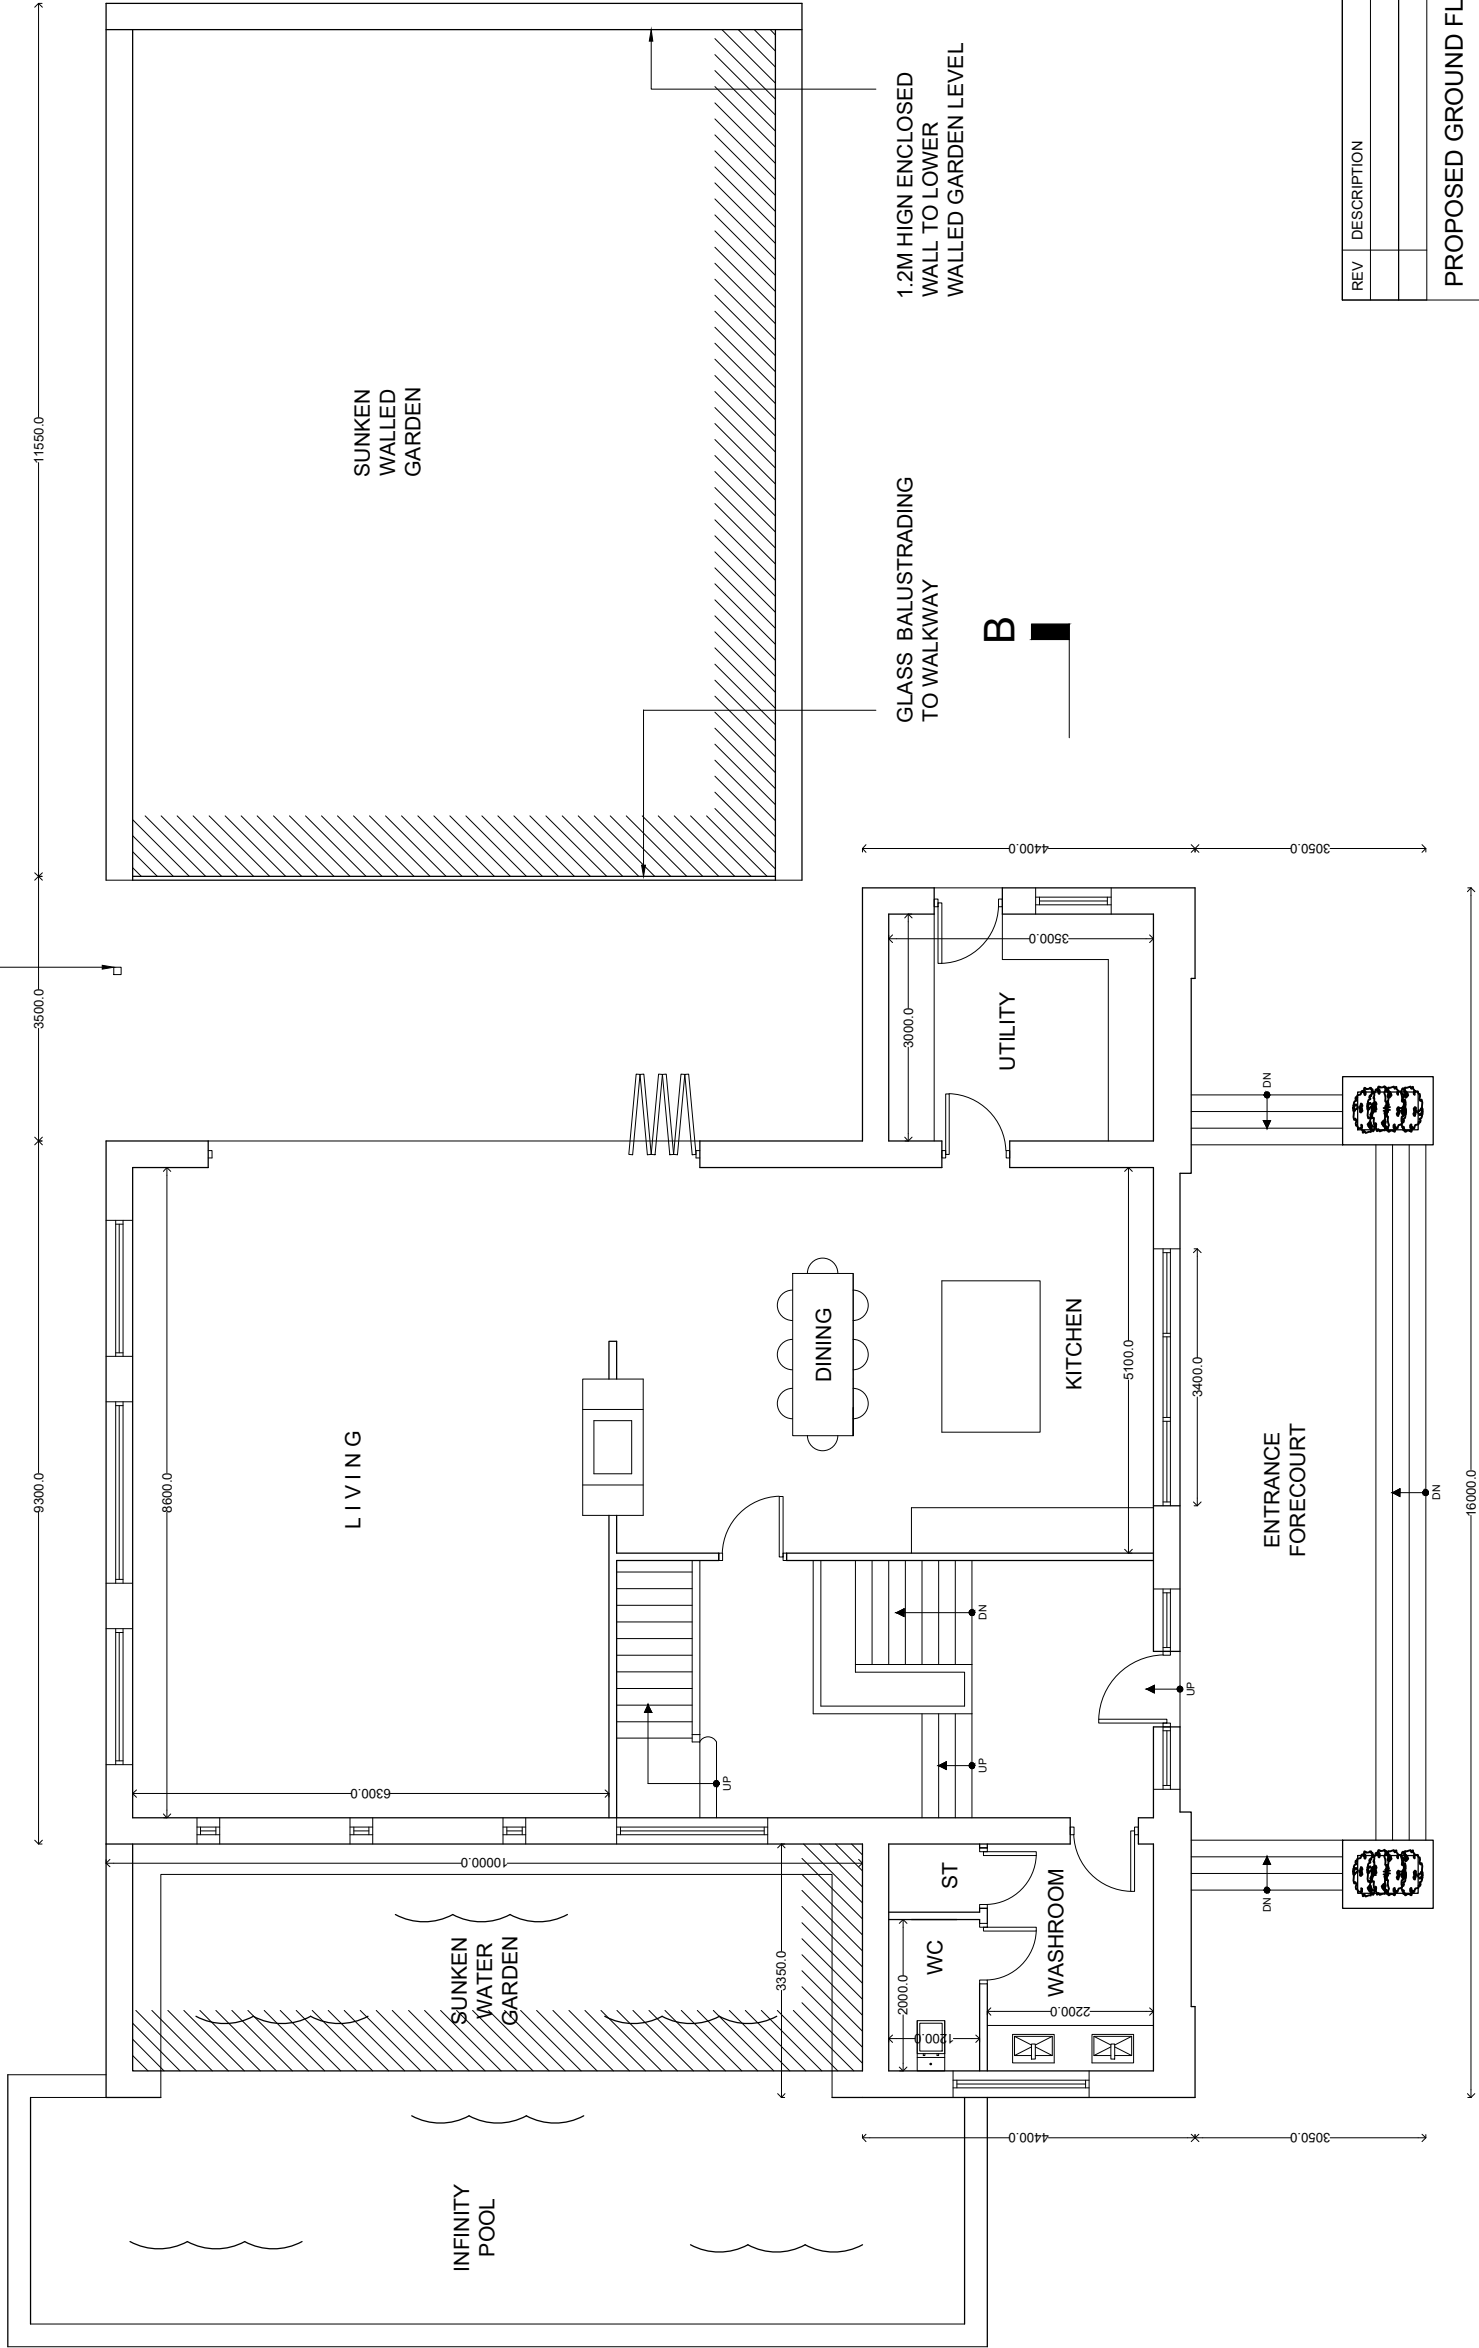 11550.0
3500.0
9300.0
SUNKEN
WALLED
GARDEN
1.2M HIGN ENCLOSED
WALL TO LOWER
WALLED GARDEN LEVEL
GLASS BALUSTRADING
TO WALKWAY
B
REV DESCRIPTION
PROPOSED GROUND FL
4400.0
3050.0
3500.0
3000.0
UTILITY
DN
LIVING
8600.0
6300.0
DINING
KITCHEN
5100.0
3400.0
ENTRANCE
FORECOURT
DN
16000.0
UP
DN
UP
UP
10000.0
SUNKEN
WATER
GARDEN
3350.0
ST
WC
2000.0
1200.0
WASHROOM
2200.0
DN
4400.0
3050.0
INFINITY
POOL